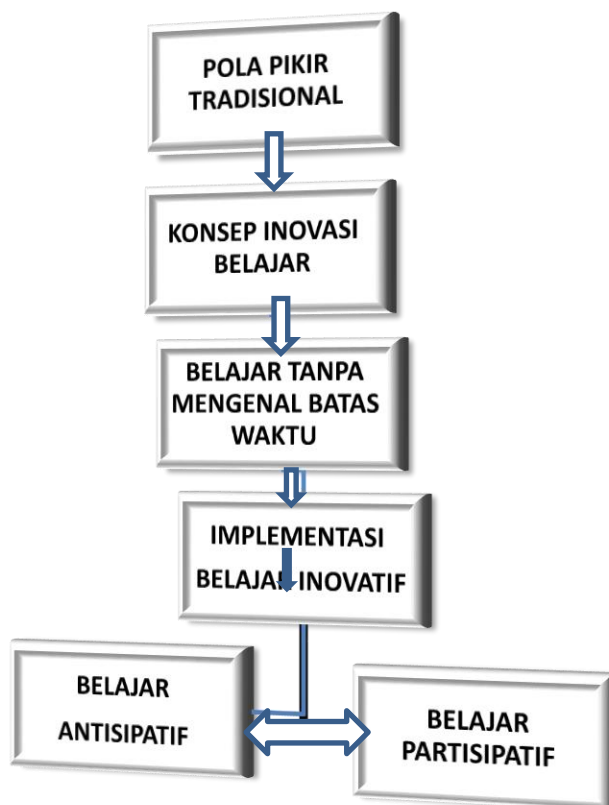 POLA PIKIR
TRADISIONAL
KONSEP INOVASI
BELAJAR
BELAJAR TANPA
MENGENAL BATAS
WAKTU
IMPLEMENTASI
BELAJAR INOVATIF
BELAJAR
ANTISIPATIF
BELAJAR
PARTISIPATIF